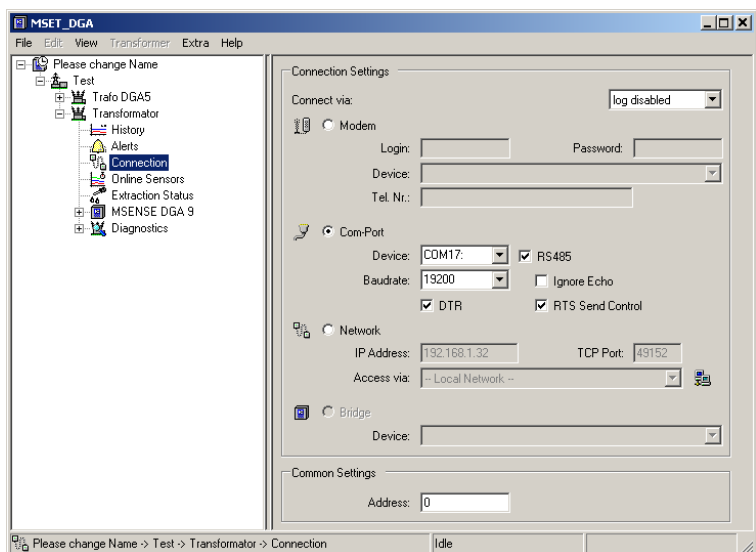 MSET_DGA
File Edit View Transformer Extra Help
Please change Name
Test
Trafo DGA5
Transformator
History
Alerts
Connection
Online Sensors
Extraction Status
MSENSE DGA 9
Diagnostics
Connection Settings
Connect via: log disabled
Modem
Login: Password:
Device:
Tel. Nr.:
Com-Port
Device: COM17: RS485
Baudrate: 19200 Ignore Echo
DTR RTS Send Control
Network
IP Address: 192.168.1.32 TCP Port: 49152
Access via: -- Local Network --
Bridge
Device:
Common Settings
Address: 0
Please change Name -> Test -> Transformator -> Connection Idle